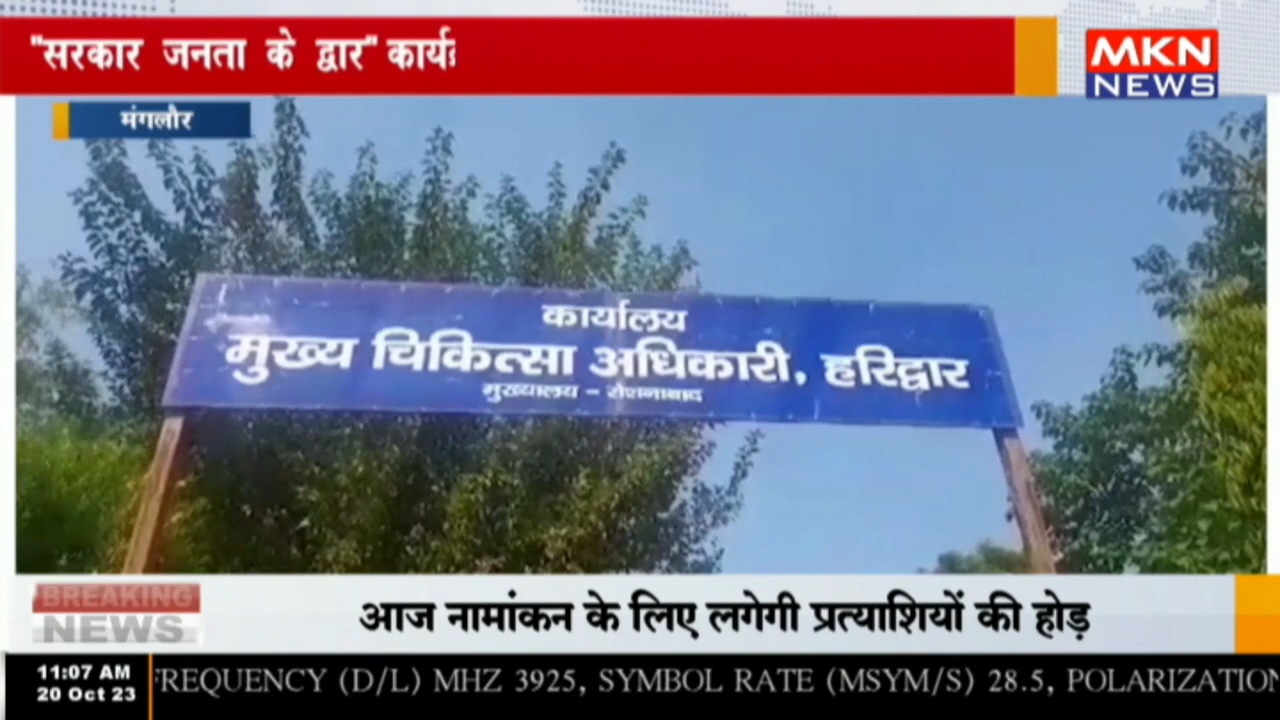 "सरकार जनता के द्वार"
MKN
NEWS
मंगलौर
कार्यालय
मुख्य चिकित्सा अधिकारी, हरिद्वार
मुख्यालय - रोशनाबाद
BREAKING
NEWS
आज नामांकन के लिए लगेगी प्रत्याशियों की होड़
11:07 AM
20 Oct 23
FREQUENCY (D/L) MHZ 3925, SYMBOL RATE (MSYM/S) 28.5, POLARIZATION